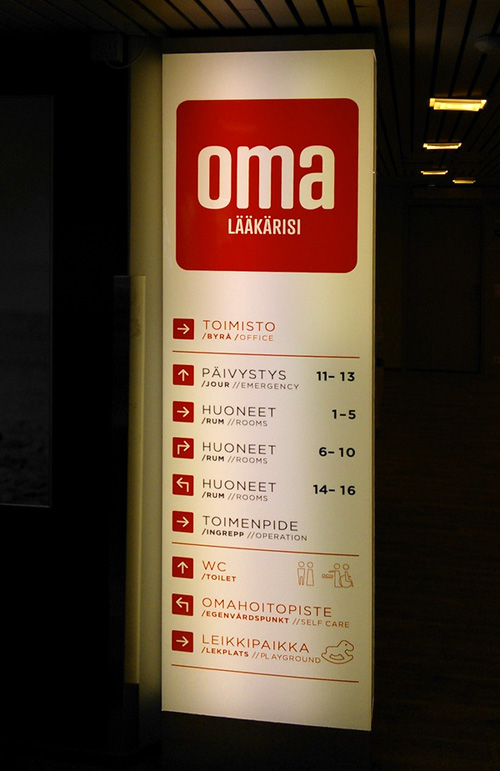 oma
LÄÄKÄRISI
TOIMISTO
/BYRÅ /OFFICE
PÄIVYSTYS 11-13
/JOUR //EMERGENCY
HUONEET 1-5
/RUM //ROOMS
HUONEET 6-10
/RUM //ROOMS
HUONEET 14-16
/RUM //ROOMS
TOIMENPIDE
/INGREPP //OPERATION
WC
/TOILET
OMAHOITOPISTE
/EGENVÅRDSPUNKT //SELF CARE
LEIKKIPAIKKA
/LEKPLATS //PLAYGROUND